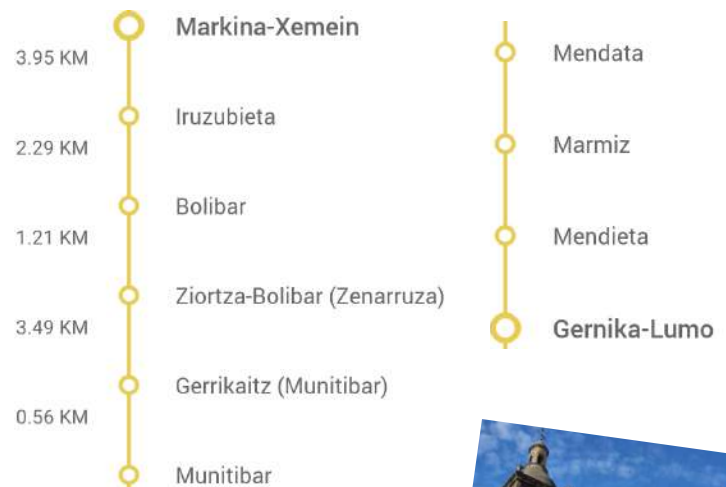 Markina-Xemein
3.95 KM
Iruzubieta
2.29 KM
Bolibar
1.21 KM
Ziortza-Bolibar (Zenarruza)
3.49 KM
Gerrikaitz (Munitibar)
0.56 KM
Munitibar
Mendata
Marmiz
Mendieta
Gernika-Lumo